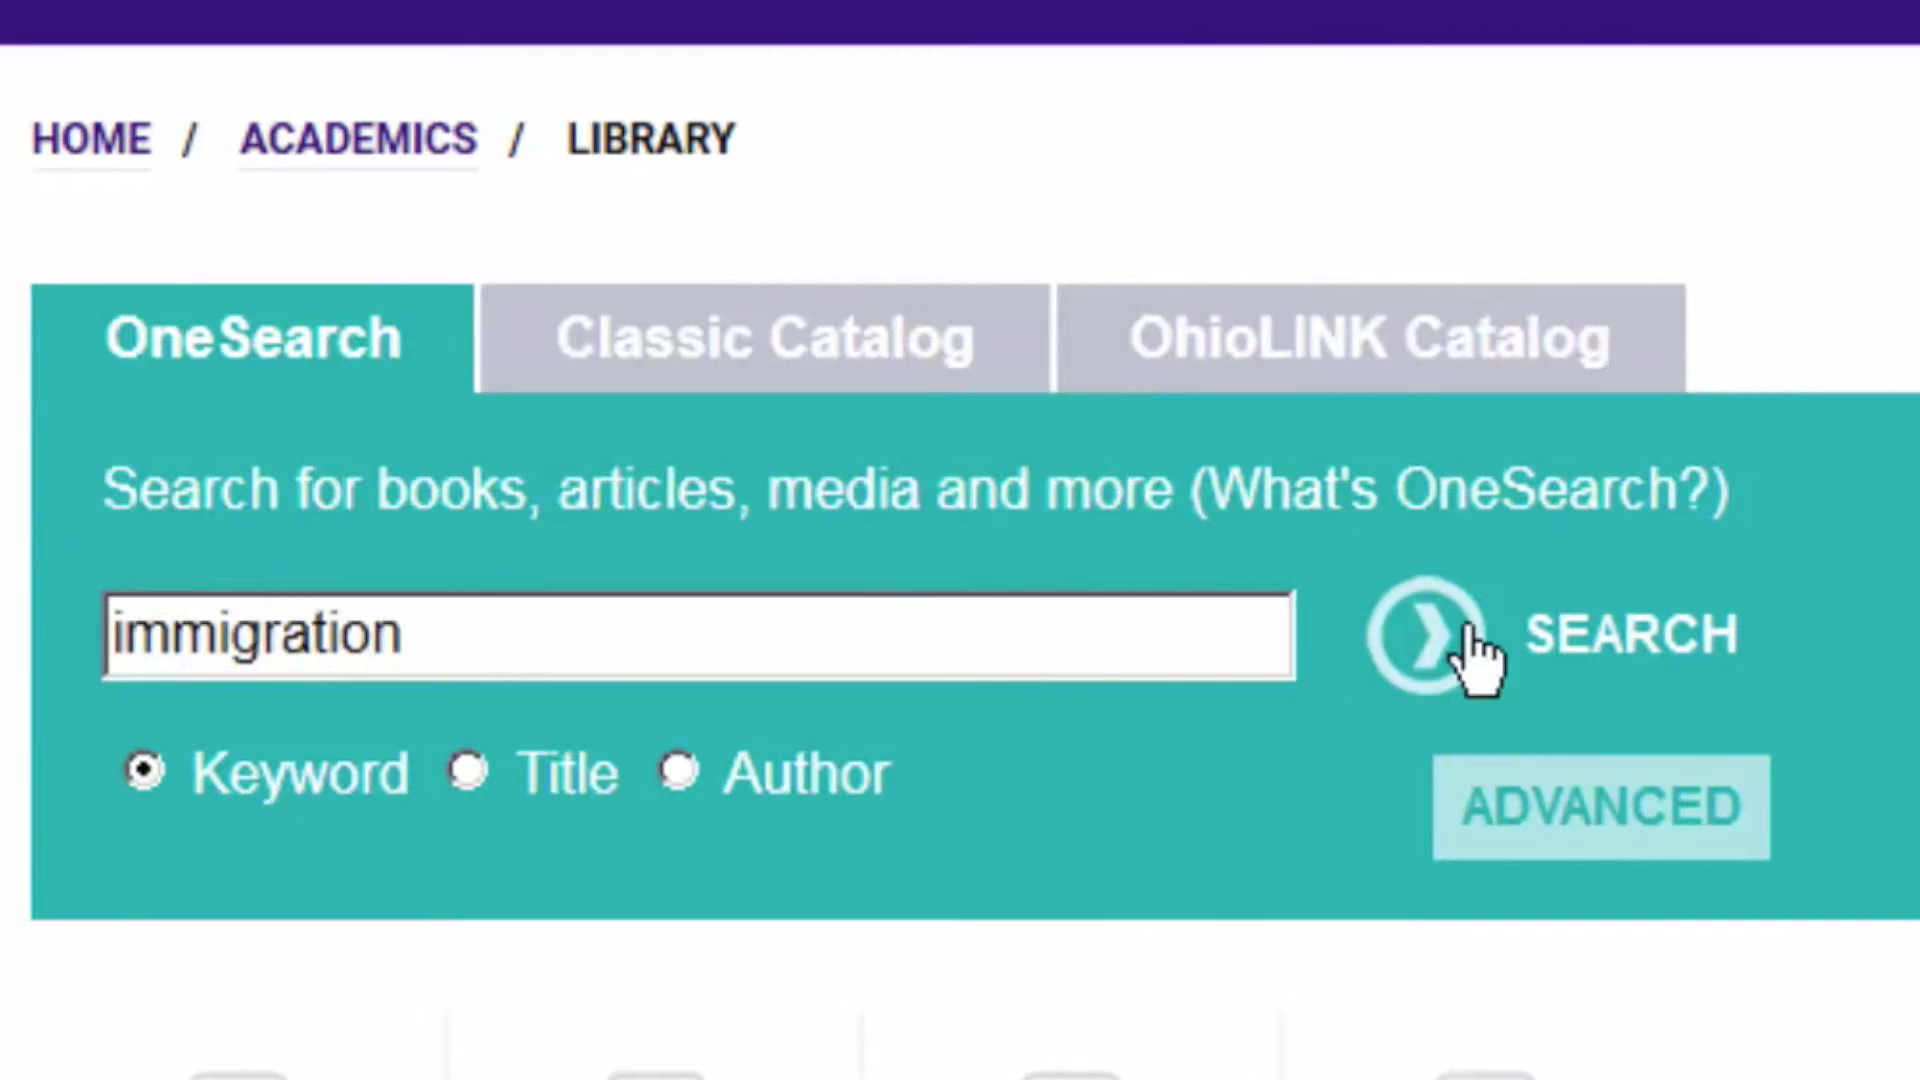 HOME / ACADEMICS / LIBRARY
OneSearch Classic Catalog OhioLINK Catalog
Search for books, articles, media and more (What's OneSearch?)
immigration SEARCH
Keyword Title Author
ADVANCED